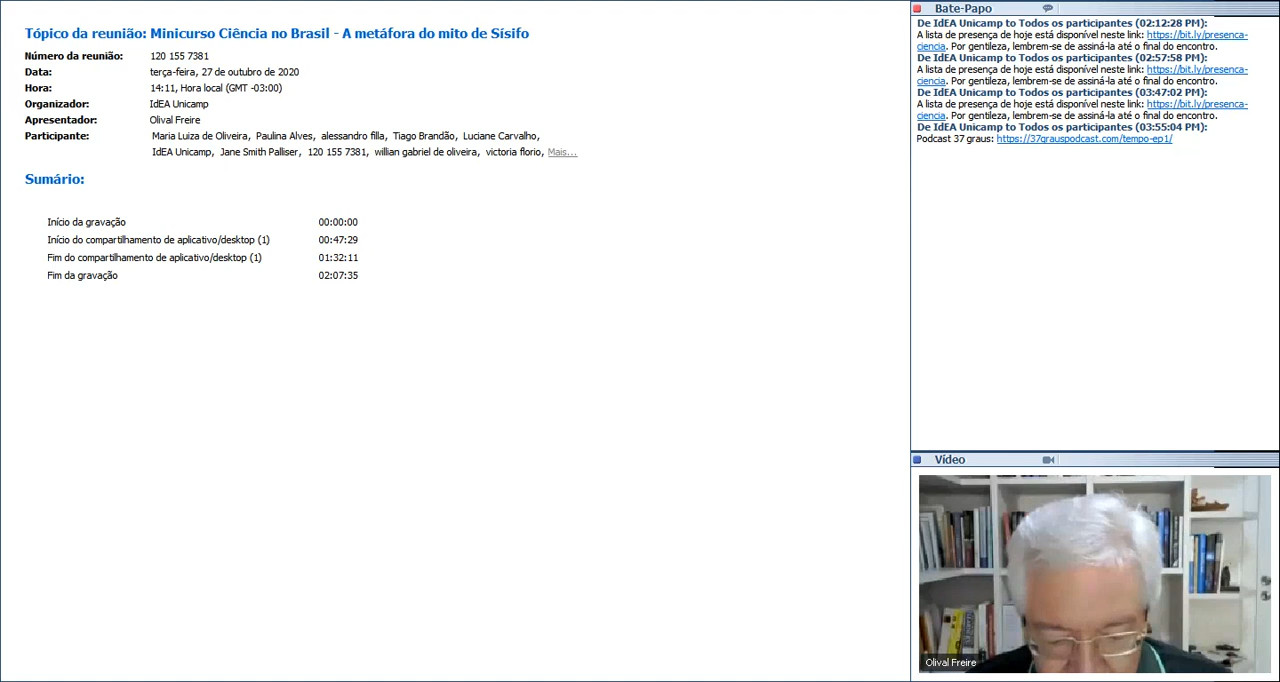 Tópico da reunião: Minicurso Ciência no Brasil - A metáfora do mito de Sísifo
Número da reunião: 120 155 7381
Data: terça-feira, 27 de outubro de 2020
Hora: 14:11, Hora local (GMT -03:00)
Organizador: IdEA Unicamp
Apresentador: Olival Freire
Participante: Maria Luiza de Oliveira, Paulina Alves, alessandro filla, Tiago Brandão, Luciane Carvalho,
IdEA Unicamp, Jane Smith Palliser, 120 155 7381, willian gabriel de oliveira, victoria florio, Mais...
Sumário:
Início da gravação 00:00:00
Início do compartilhamento de aplicativo/desktop (1) 00:47:29
Fim do compartilhamento de aplicativo/desktop (1) 01:32:11
Fim da gravação 02:07:35
Bate-Papo
De IdEA Unicamp to Todos os participantes (02:12:28 PM):
A lista de presença de hoje está disponível neste link: https://bit.ly/presenca-
ciencia. Por gentileza, lembrem-se de assiná-la até o final do encontro.
De IdEA Unicamp to Todos os participantes (02:57:58 PM):
A lista de presença de hoje está disponível neste link: https://bit.ly/presenca-
ciencia. Por gentileza, lembrem-se de assiná-la até o final do encontro.
De IdEA Unicamp to Todos os participantes (03:47:02 PM):
A lista de presença de hoje está disponível neste link: https://bit.ly/presenca-
ciencia. Por gentileza, lembrem-se de assiná-la até o final do encontro.
De IdEA Unicamp to Todos os participantes (03:55:04 PM):
Podcast 37 graus: https://37grauspodcast.com/tempo-ep1/
Vídeo
Olival Freire